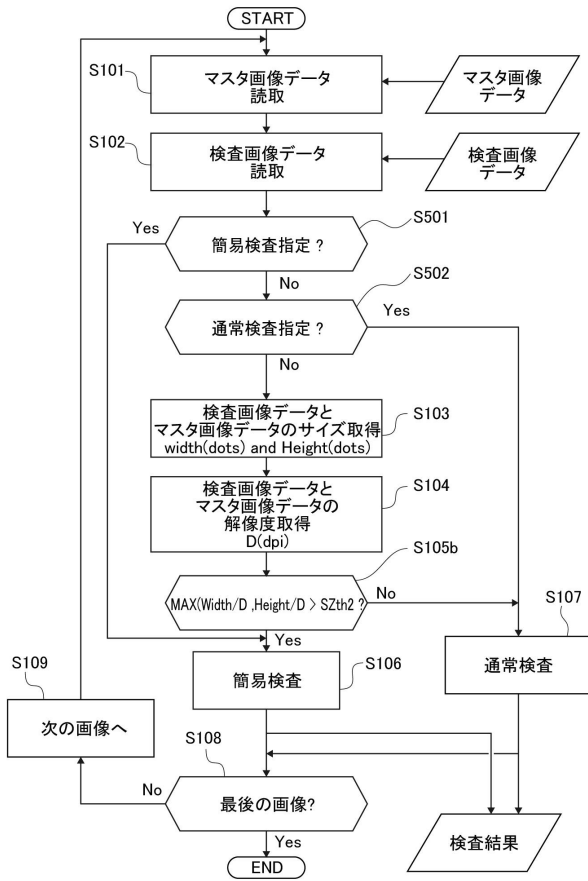 START
S101
マスタ画像データ
読取
マスタ画像
データ
S102
検査画像データ
読取
検査画像
データ
S501
Yes
簡易検査指定 ?
No
S502
通常検査指定 ?
Yes
No
検査画像データと
マスタ画像データのサイズ取得
width(dots) and Height(dots)
S103
検査画像データと
マスタ画像データの
解像度取得
D(dpi)
S104
S105b
MAX(Width/D ,Height/D > SZth2 ?
No
Yes
S107
通常検査
S109
次の画像へ
簡易検査
S106
S108
No
最後の画像?
Yes
検査結果
END